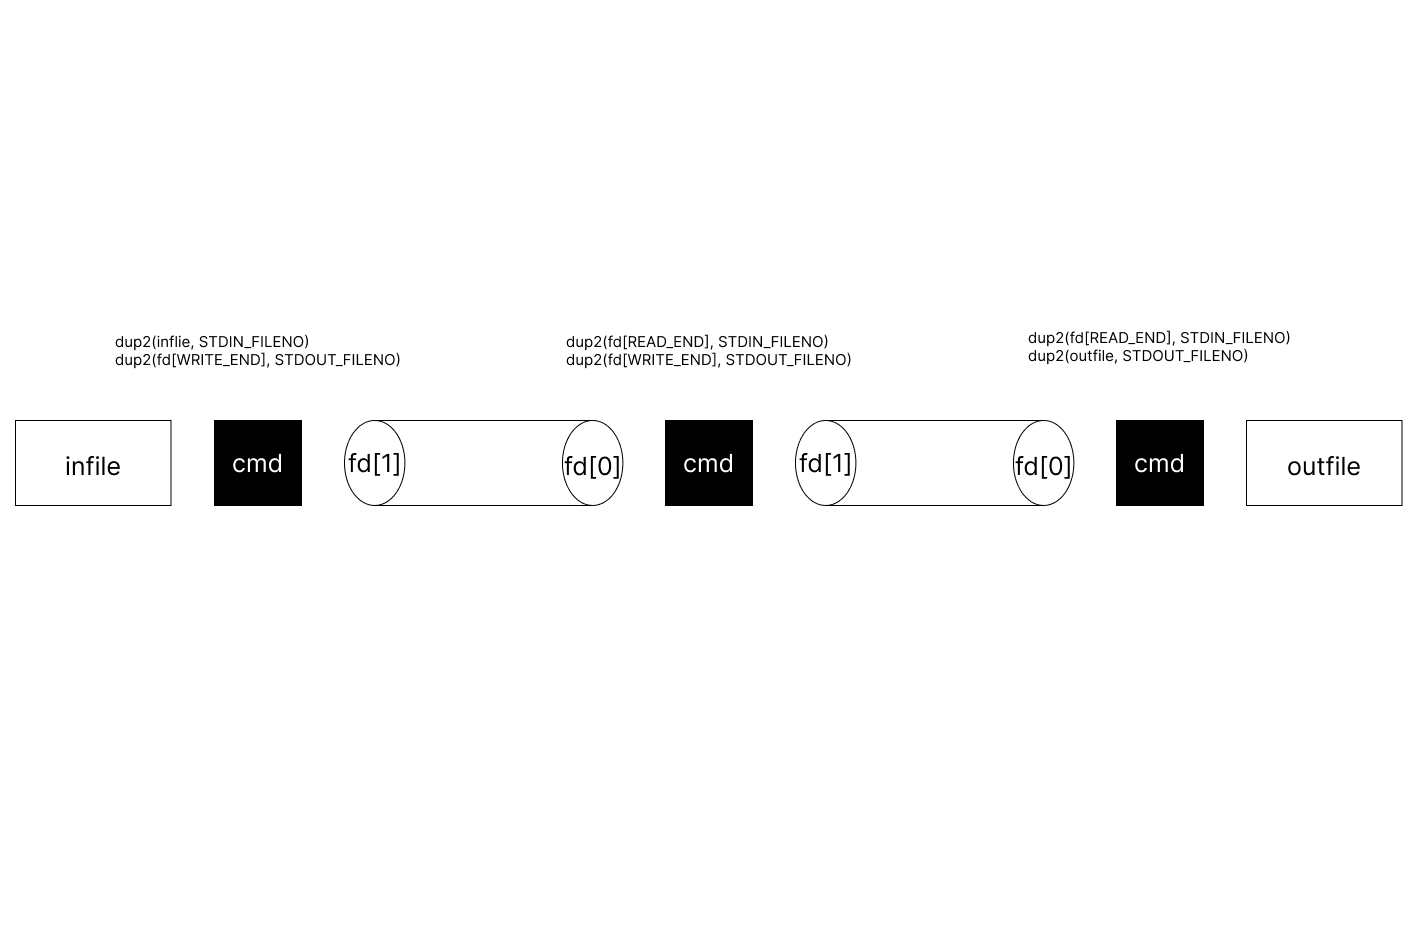 dup2(inflie, STDIN_FILENO)
dup2(fd[WRITE_END], STDOUT_FILENO)
dup2(fd[READ_END], STDIN_FILENO)
dup2(fd[WRITE_END], STDOUT_FILENO)
dup2(fd[READ_END], STDIN_FILENO)
dup2(outfile, STDOUT_FILENO)
infile
cmd
fd[1]
fd[0]
cmd
fd[1]
fd[0]
cmd
outfile